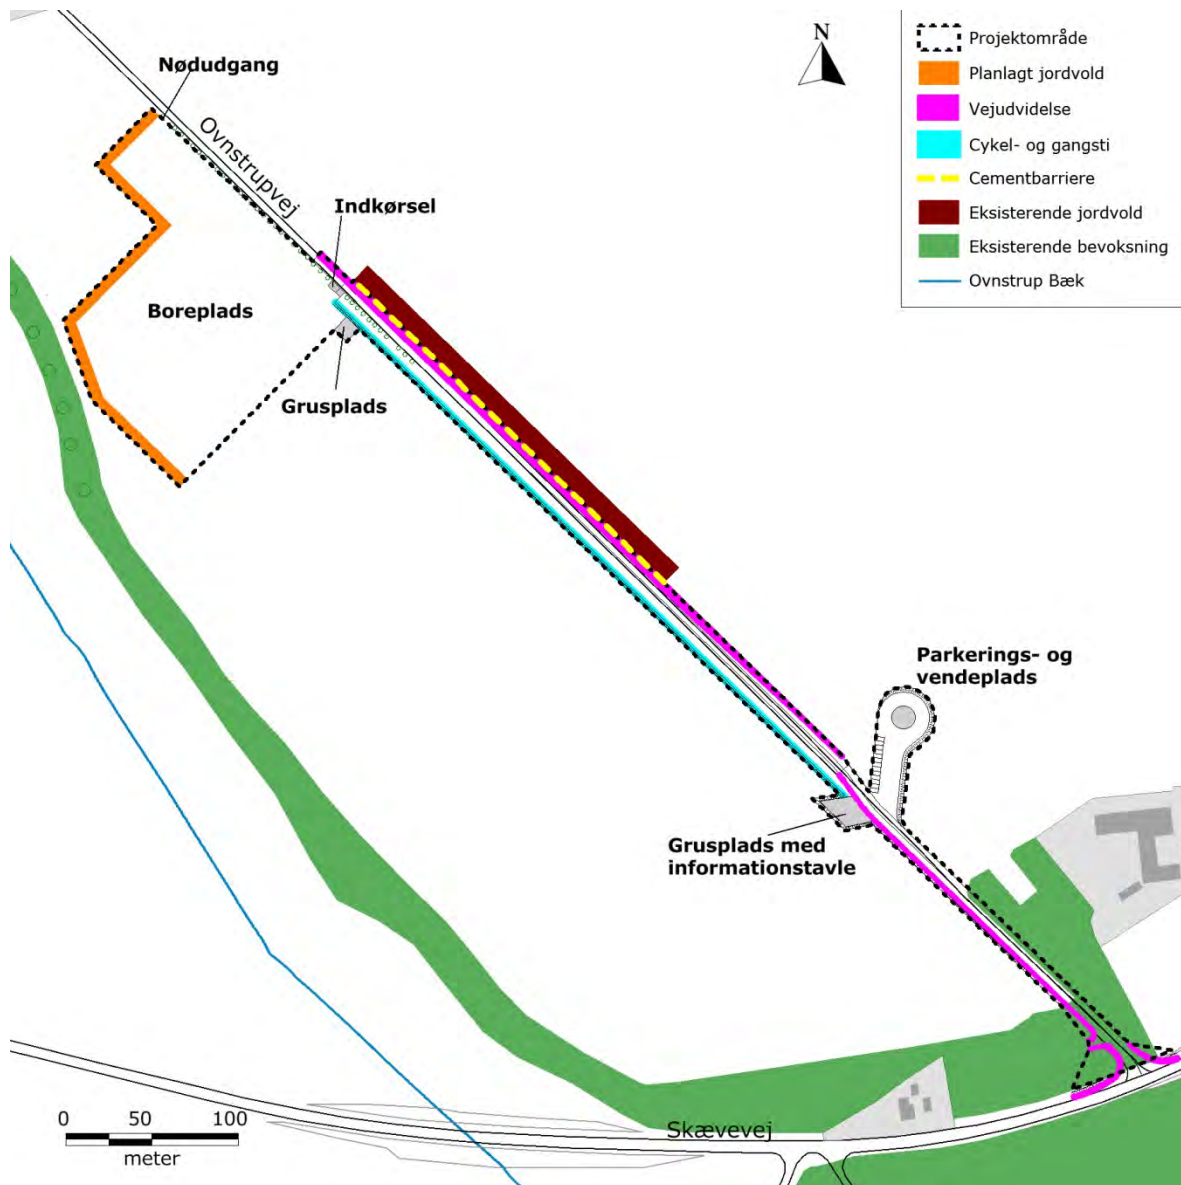 N
Projektområde
Planlagt jordvold
Vejudvidelse
Cykel- og gangsti
Cementbarriere
Eksisterende jordvold
Eksisterende bevoksning
Ovnstrup Bæk
Nødudgang
Ovnstrupvej
Indkørsel
Boreplads
Grusplads
Parkerings- og
vendeplads
Grusplads med
informationstavle
0 50 100
meter
Skævevej